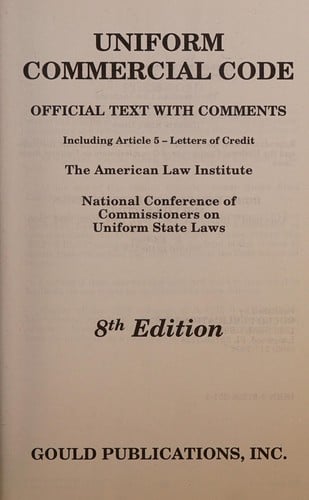 UNIFORM
COMMERCIAL CODE
OFFICIAL TEXT WITH COMMENTS
Including Article 5 – Letters of Credit
The American Law Institute
National Conference of
Commissioners on
Uniform State Laws
8th Edition
GOULD PUBLICATIONS, INC.